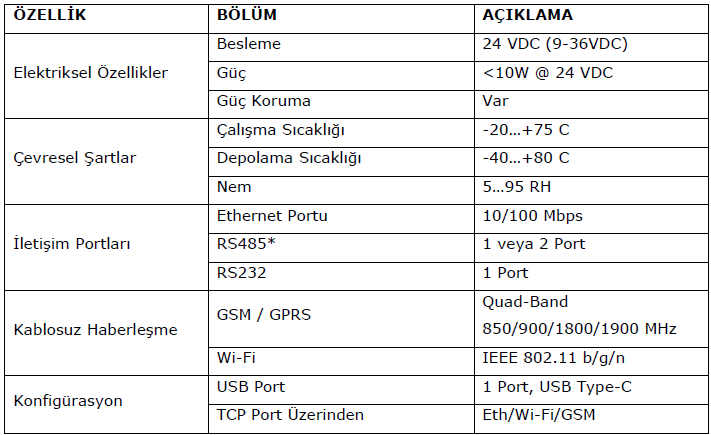 ÖZELLİK BÖLÜM AÇIKLAMA
Elektriksel Özellikler Besleme 24 VDC (9-36VDC)
Güç <10W @ 24 VDC
Güç Koruma Var
Çevresel Şartlar Çalışma Sıcaklığı -20…+75 C
Depolama Sıcaklığı -40…+80 C
Nem 5…95 RH
İletişim Portları Ethernet Portu 10/100 Mbps
RS485* 1 veya 2 Port
RS232 1 Port
Kablosuz Haberleşme GSM / GPRS Quad-Band
850/900/1800/1900 MHz
Wi-Fi IEEE 802.11 b/g/n
Konfigürasyon USB Port 1 Port, USB Type-C
TCP Port Üzerinden Eth/Wi-Fi/GSM